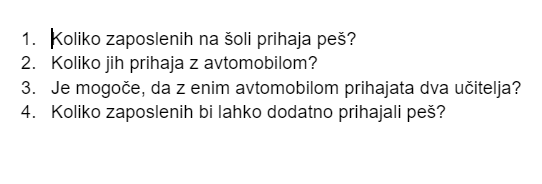 1. Koliko zaposlenih na šoli prihaja peš?
2. Koliko jih prihaja z avtomobilom?
3. Je mogoče, da z enim avtomobilom prihajata dva učitelja?
4. Koliko zaposlenih bi lahko dodatno prihajali peš?